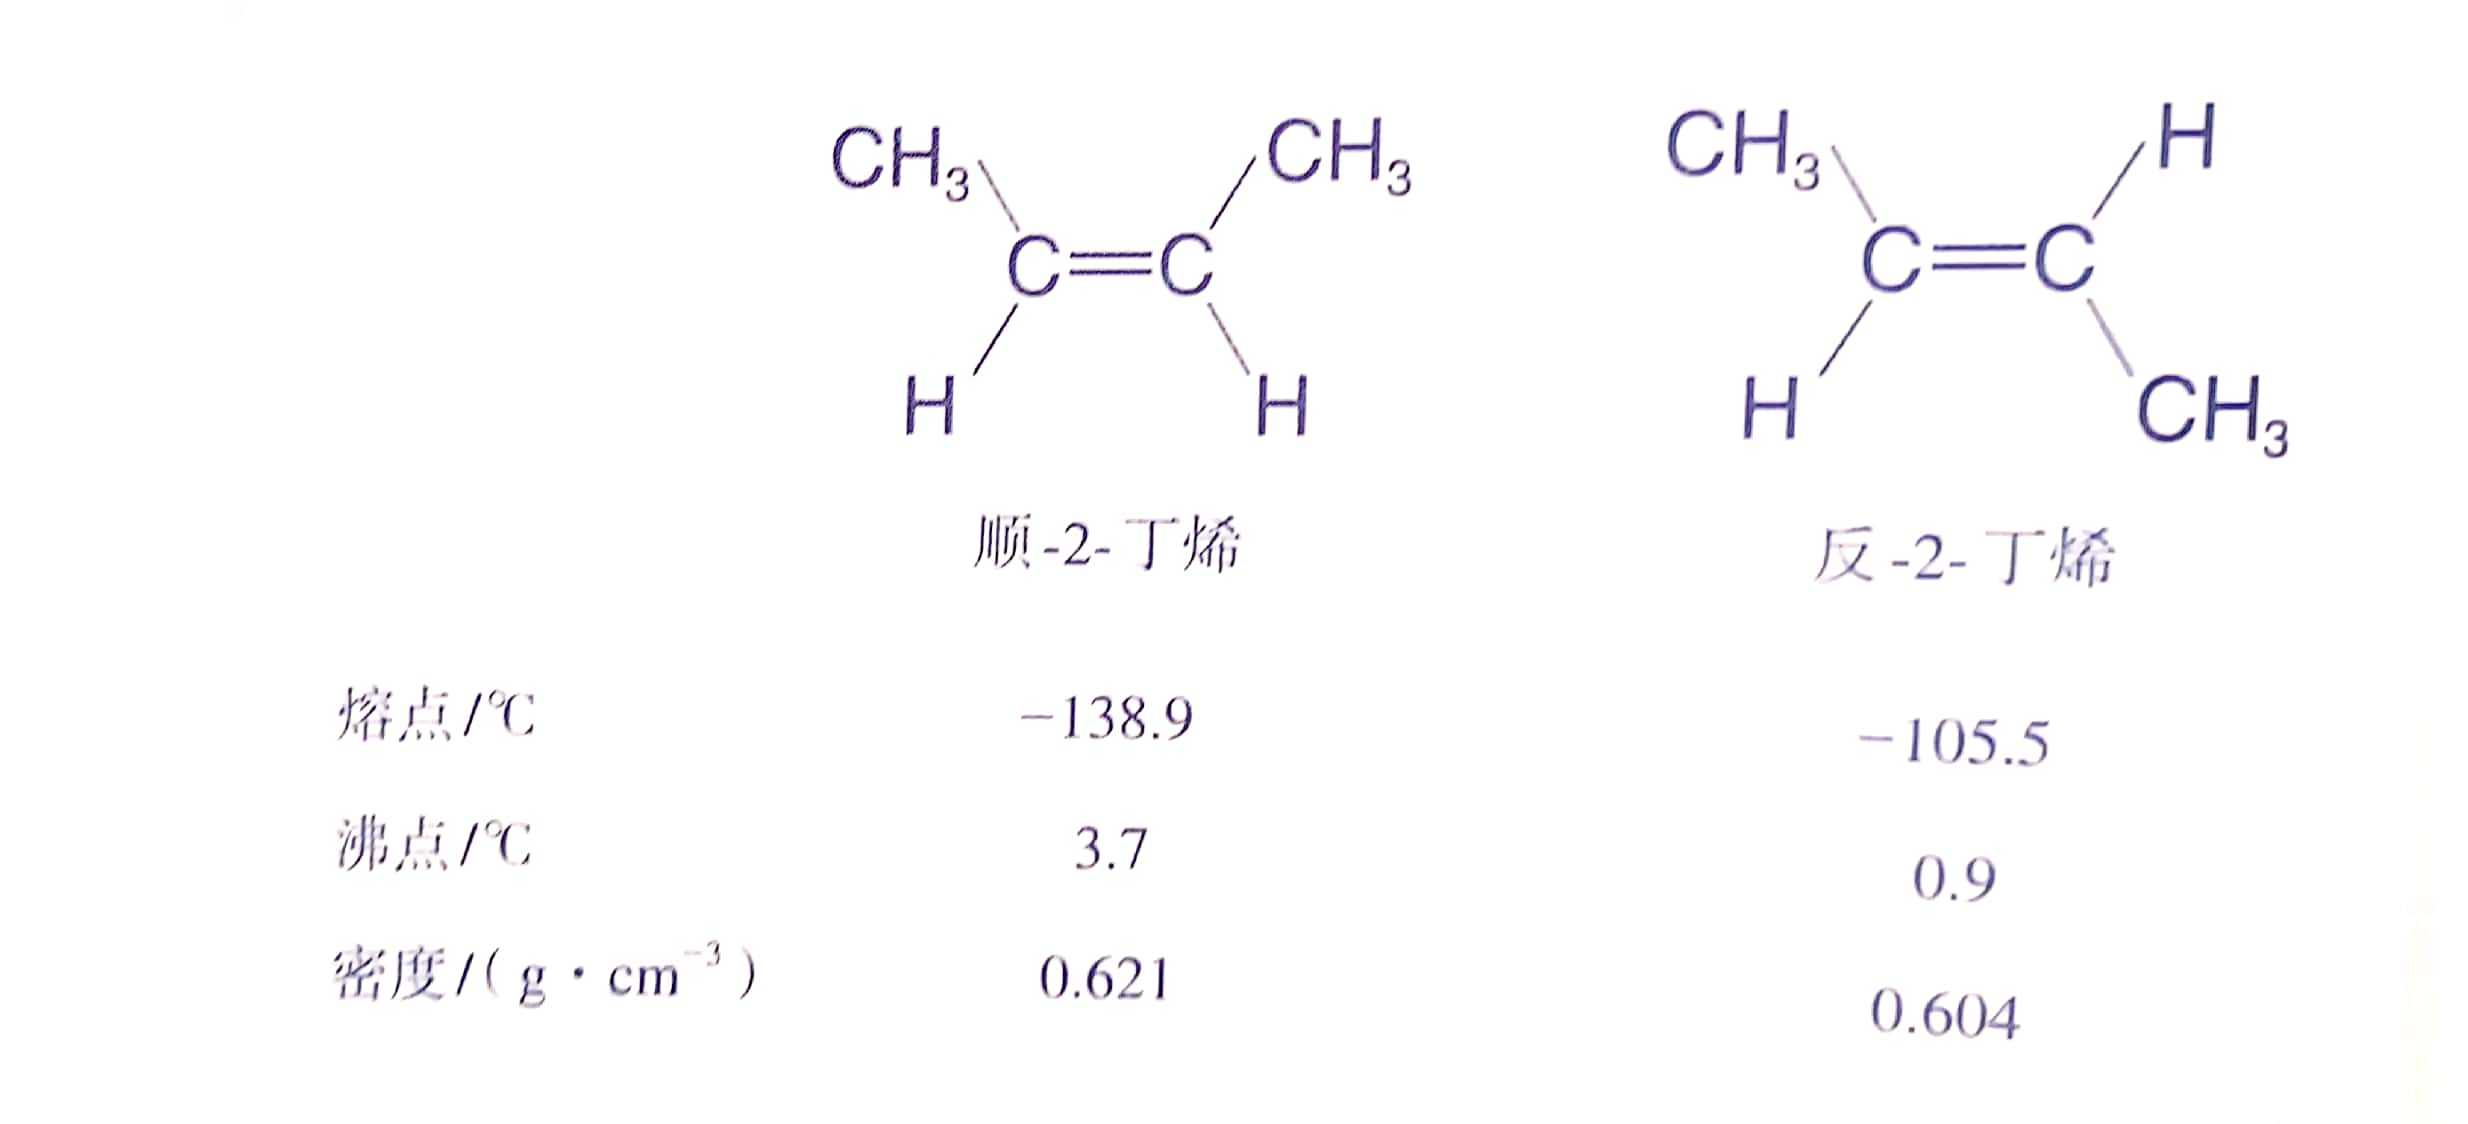 CH₃ CH₃ CH₃ H
C=C C=C
H H H CH₃
顺-2-丁烯 反-2-丁烯
熔点/℃ -138.9 -105.5
沸点/℃ 3.7 0.9
密度/(g·cm⁻³) 0.621 0.604